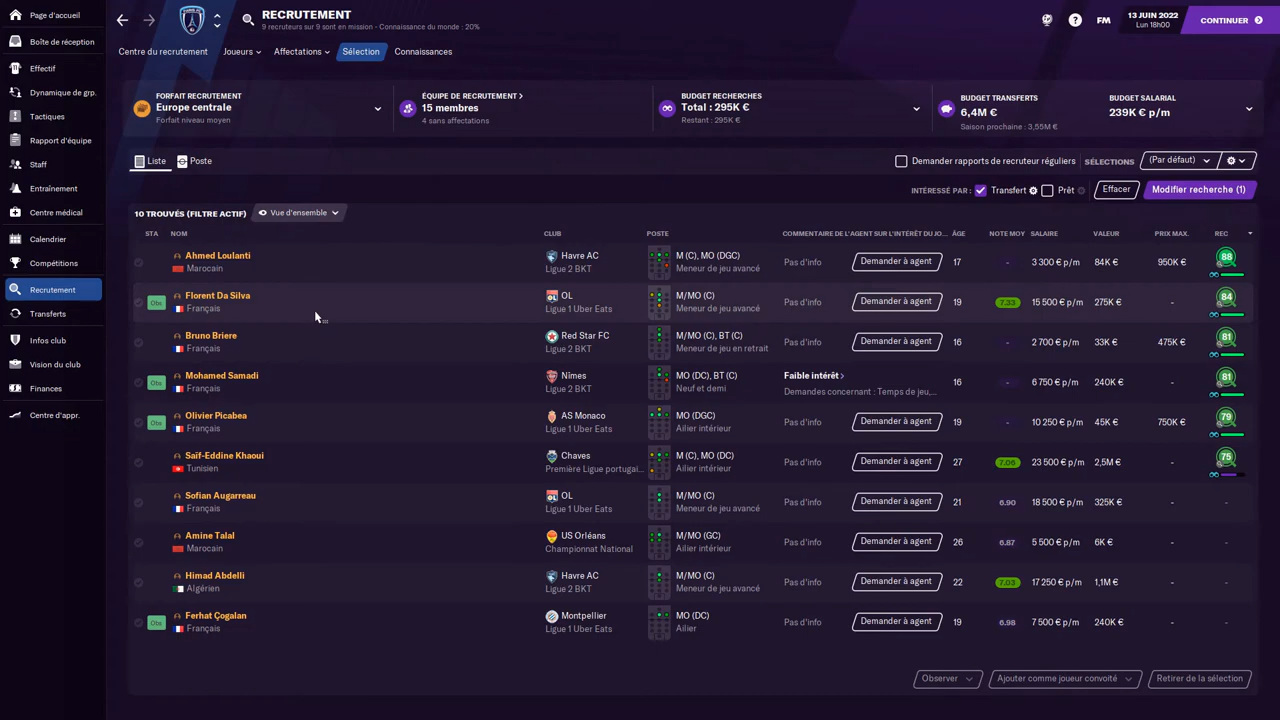 Page d'accueil
Boîte de réception
Effectif
Dynamique de grp.
Tactiques
Rapport d'équipe
Staff
Entraînement
Centre médical
Calendrier
Compétitions
Recrutement
Transferts
Infos club
Vision du club
Finances
Centre d'appr.
RECRUTEMENT
9 recruteurs sur 9 sont en mission - Connaissance du monde : 20%
? FM 13 JUIN 2022 CONTINUER
Lun 18h00
Centre du recrutement Joueurs Affectations Sélection Connaissances
FORFAIT RECRUTEMENT
Europe centrale
Forfait niveau moyen
ÉQUIPE DE RECRUTEMENT >
15 membres
4 sans affectations
BUDGET RECHERCHES
Total : 295K €
Restant : 295K €
BUDGET TRANSFERTS BUDGET SALARIAL
6,4M € 239K € p/m
Saison prochaine : 3,55M €
Liste Poste Demander rapports de recruteur réguliers SÉLECTIONS (Par défaut)
INTÉRESSÉ PAR : Transfert Prêt Effacer Modifier recherche (1)
10 TROUVÉS (FILTRE ACTIF) Vue d'ensemble
STA NOM CLUB POSTE COMMENTAIRE DE L'AGENT SUR L'INTÉRÊT DU JO... ÂGE NOTE MOY SALAIRE VALEUR PRIX MAX. REC
Ahmed Loulanti Havre AC M (C), MO (DGC) Pas d'info Demander à agent 17 - 3 300 € p/m 84K € 950K € 88
Marocain Ligue 2 BKT Meneur de jeu avancé
Obs Florent Da Silva OL M/MO (C) Pas d'info Demander à agent 19 7.33 15 500 € p/m 275K € - 84
Français Ligue 1 Uber Eats Meneur de jeu avancé
Bruno Briere Red Star FC M/MO (C), BT (C) Pas d'info Demander à agent 16 - 2 700 € p/m 33K € 475K € 81
Français Ligue 2 BKT Meneur de jeu en retrait
Obs Mohamed Samadi Nîmes MO (DC), BT (C) Faible intérêt > 16 - 6 750 € p/m 240K € - 81
Français Ligue 2 BKT Neuf et demi Demandes concernant : Temps de jeu,...
Obs Olivier Picabea AS Monaco MO (DGC) Pas d'info Demander à agent 19 - 10 250 € p/m 45K € 750K € 79
Français Ligue 1 Uber Eats Ailier intérieur
Saïf-Eddine Khaoui Chaves M (C), MO (DC) Pas d'info Demander à agent 27 7.06 23 500 € p/m 2,5M € - 75
Tunisien Première Ligue portugai... Ailier intérieur
Sofian Augarreau OL M/MO (C) Pas d'info Demander à agent 21 6.90 18 500 € p/m 325K € - -
Français Ligue 1 Uber Eats Meneur de jeu avancé
Amine Talal US Orléans M/MO (GC) Pas d'info Demander à agent 26 6.87 5 500 € p/m 6K € - -
Marocain Championnat National Ailier intérieur
Himad Abdelli Havre AC M/MO (C) Pas d'info Demander à agent 22 7.03 17 250 € p/m 1,1M € - -
Algérien Ligue 2 BKT Meneur de jeu avancé
Obs Ferhat Çogalan Montpellier MO (DC) Pas d'info Demander à agent 19 6.98 7 500 € p/m 240K € - -
Français Ligue 1 Uber Eats Ailier
Observer Ajouter comme joueur convoité Retirer de la sélection